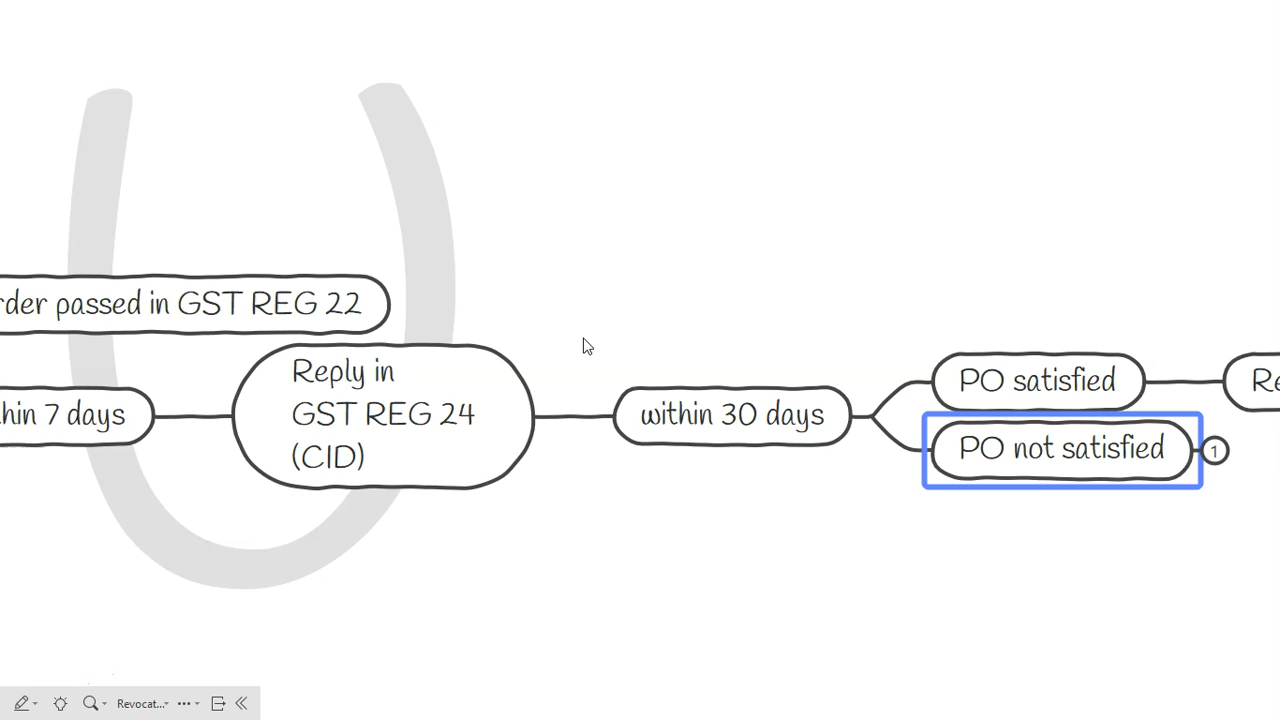 rder passed in GST REG 22
hin 7 days
Reply in
GST REG 24
(CID)
within 30 days
PO satisfied
Re
PO not satisfied
1
Revocat...